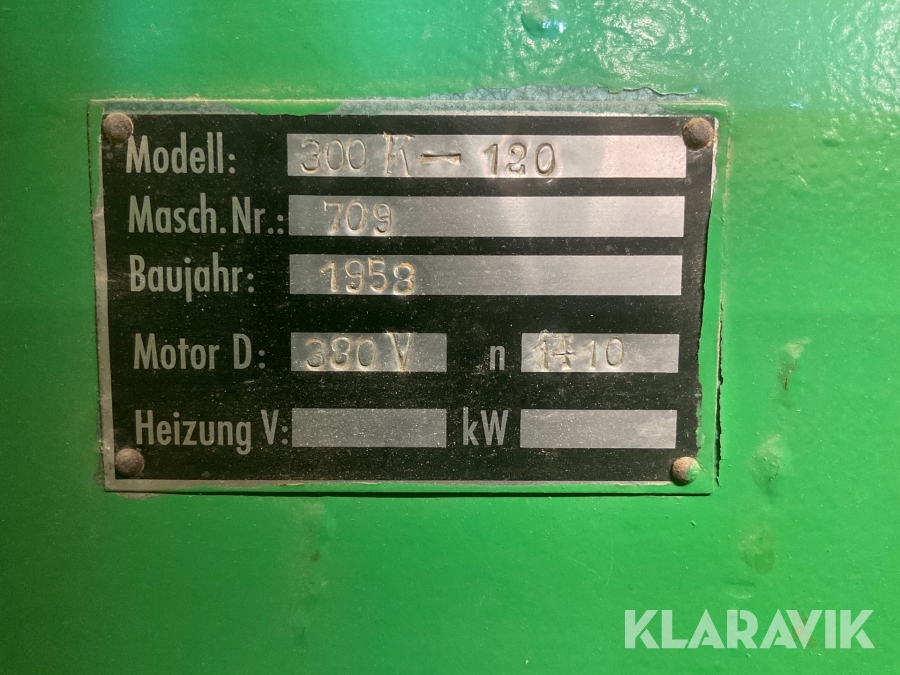 Modell: 300 K - 120
Masch. Nr.: 709
Baujahr: 1958
Motor D: 380 V n 1410
Heizung V: kW
KLARAVIK